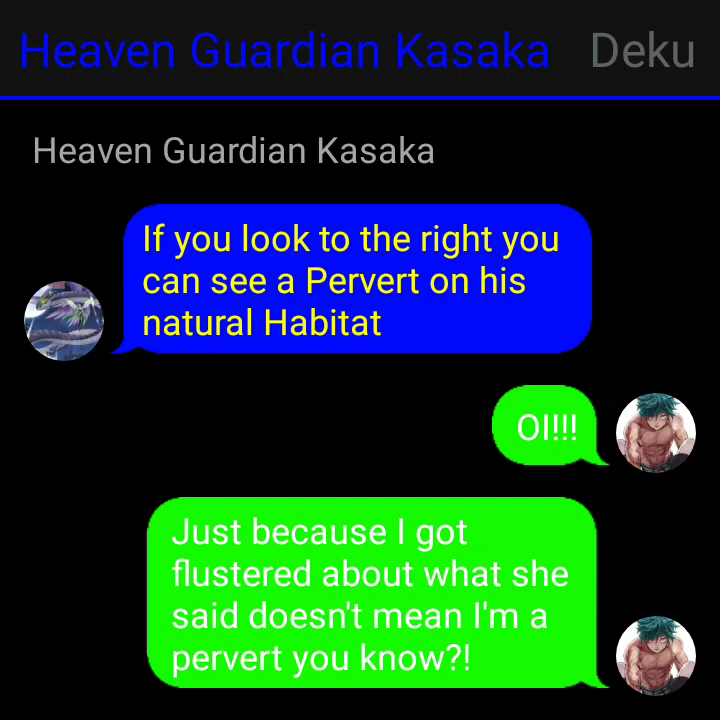 Heaven Guardian Kasaka Deku
Heaven Guardian Kasaka
If you look to the right you
can see a Pervert on his
natural Habitat
OI!!!
Just because I got
flustered about what she
said doesn't mean I'm a
pervert you know?!